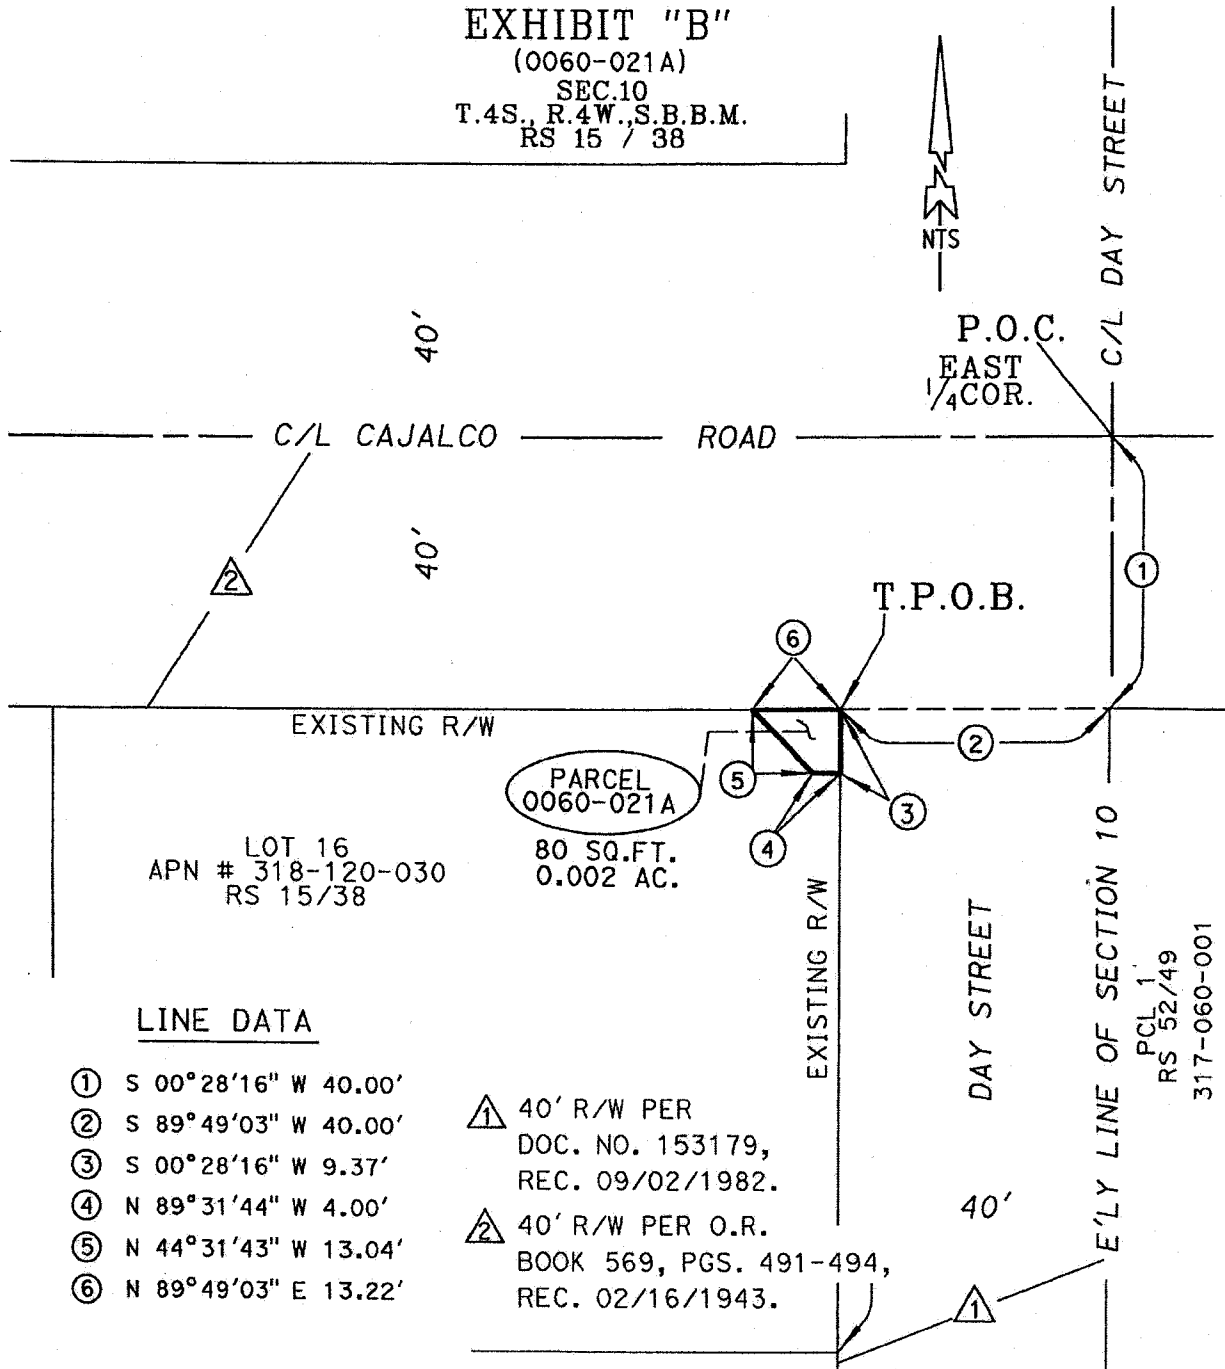 EXHIBIT "B"
(0060-021A)
SEC.10
T.4S., R.4W.,S.B.B.M.
RS 15 / 38
N
NTS
C/L DAY STREET
P.O.C.
EAST
1/4 COR.
40'
C/L CAJALCO ROAD
40'
2
1
T.P.O.B.
6
EXISTING R/W
2
5
3
4
PARCEL
0060-021A
80 SQ.FT.
0.002 AC.
LOT 16
APN # 318-120-030
RS 15/38
EXISTING R/W
DAY STREET
E'LY LINE OF SECTION 10
PCL 1
RS 52/49
317-060-001
40'
1
LINE DATA
1 S 00°28'16" W 40.00'
2 S 89°49'03" W 40.00'
3 S 00°28'16" W 9.37'
4 N 89°31'44" W 4.00'
5 N 44°31'43" W 13.04'
6 N 89°49'03" E 13.22'
1 40' R/W PER
DOC. NO. 153179,
REC. 09/02/1982.
2 40' R/W PER O.R.
BOOK 569, PGS. 491-494,
REC. 02/16/1943.